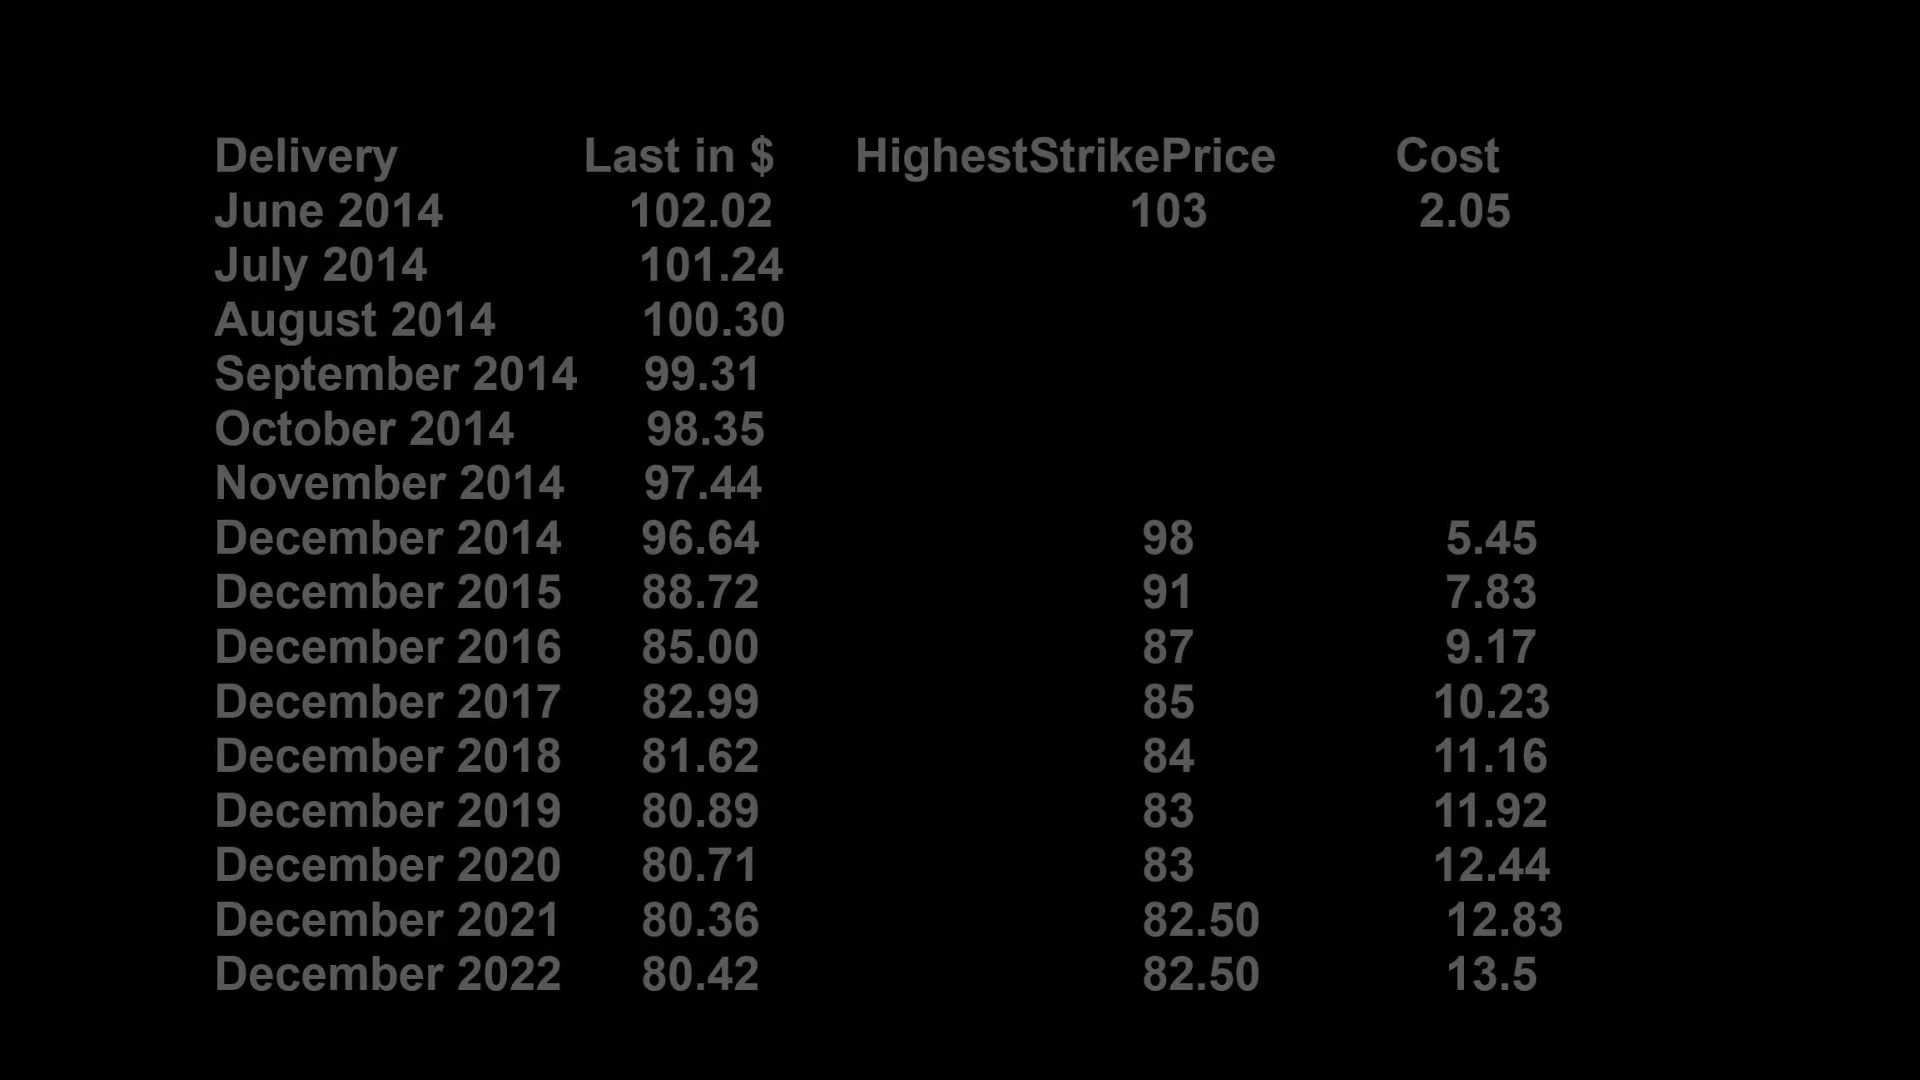 Delivery Last in $ HighestStrikePrice Cost
June 2014 102.02 103 2.05
July 2014 101.24
August 2014 100.30
September 2014 99.31
October 2014 98.35
November 2014 97.44
December 2014 96.64 98 5.45
December 2015 88.72 91 7.83
December 2016 85.00 87 9.17
December 2017 82.99 85 10.23
December 2018 81.62 84 11.16
December 2019 80.89 83 11.92
December 2020 80.71 83 12.44
December 2021 80.36 82.50 12.83
December 2022 80.42 82.50 13.5